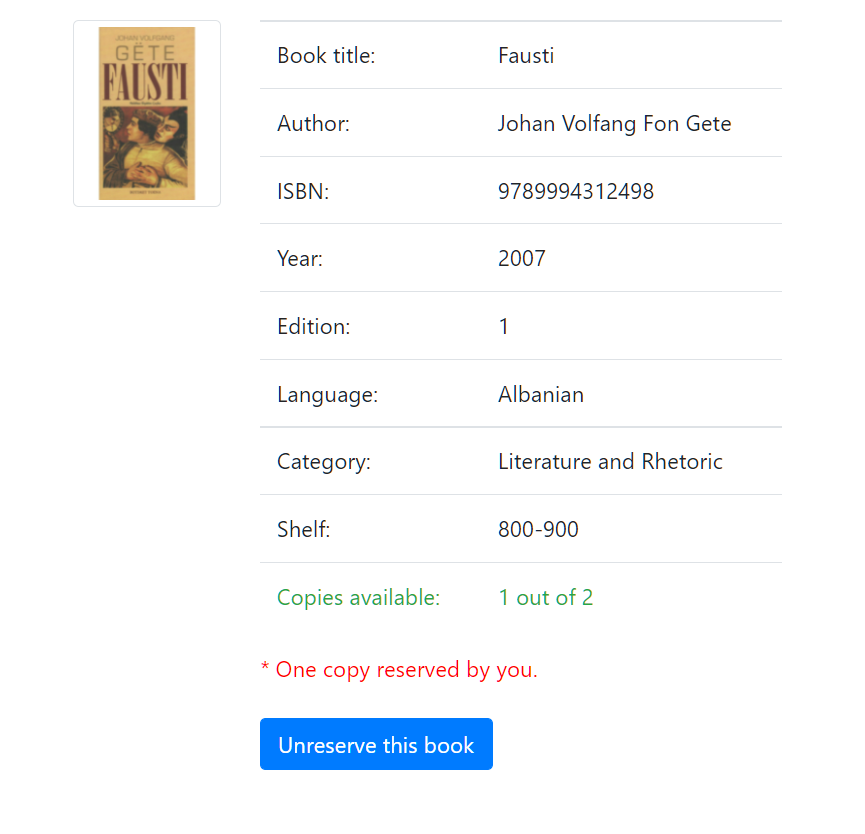 JOHAN VOLFGANG
GËTE
FAUSTI
Book title: Fausti
Author: Johan Volfang Fon Gete
ISBN: 9789994312498
Year: 2007
Edition: 1
Language: Albanian
Category: Literature and Rhetoric
Shelf: 800-900
Copies available: 1 out of 2
* One copy reserved by you.
Unreserve this book